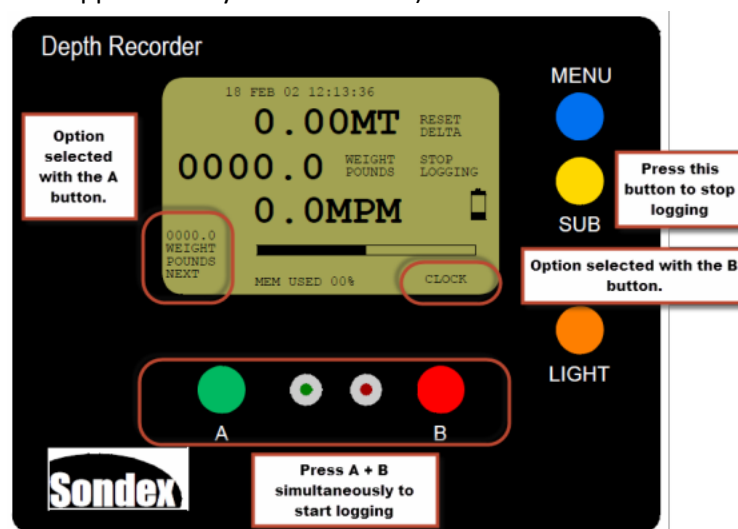 Depth Recorder
MENU
18 FEB 02 12:13:36
0.00MT
RESET
DELTA
Option
selected
with the A
button.
0000.0
WEIGHT
POUNDS
STOP
LOGGING
Press this
button to stop
logging
SUB
0.0MPM
0000.0
WEIGHT
POUNDS
NEXT
MEM USED 00%
CLOCK
Option selected with the B
button.
LIGHT
A
B
Press A + B
simultaneously to
start logging
Sondex